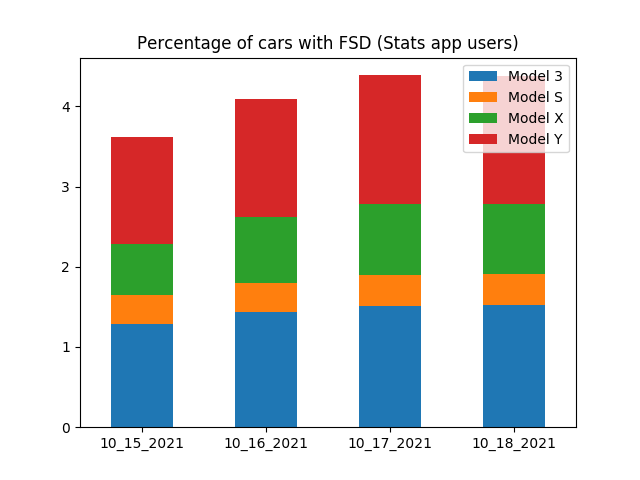 Percentage of cars with FSD (Stats app users)
Model 3
Model S
Model X
Model Y
4
3
2
1
0
10_15_2021 10_16_2021 10_17_2021 10_18_2021